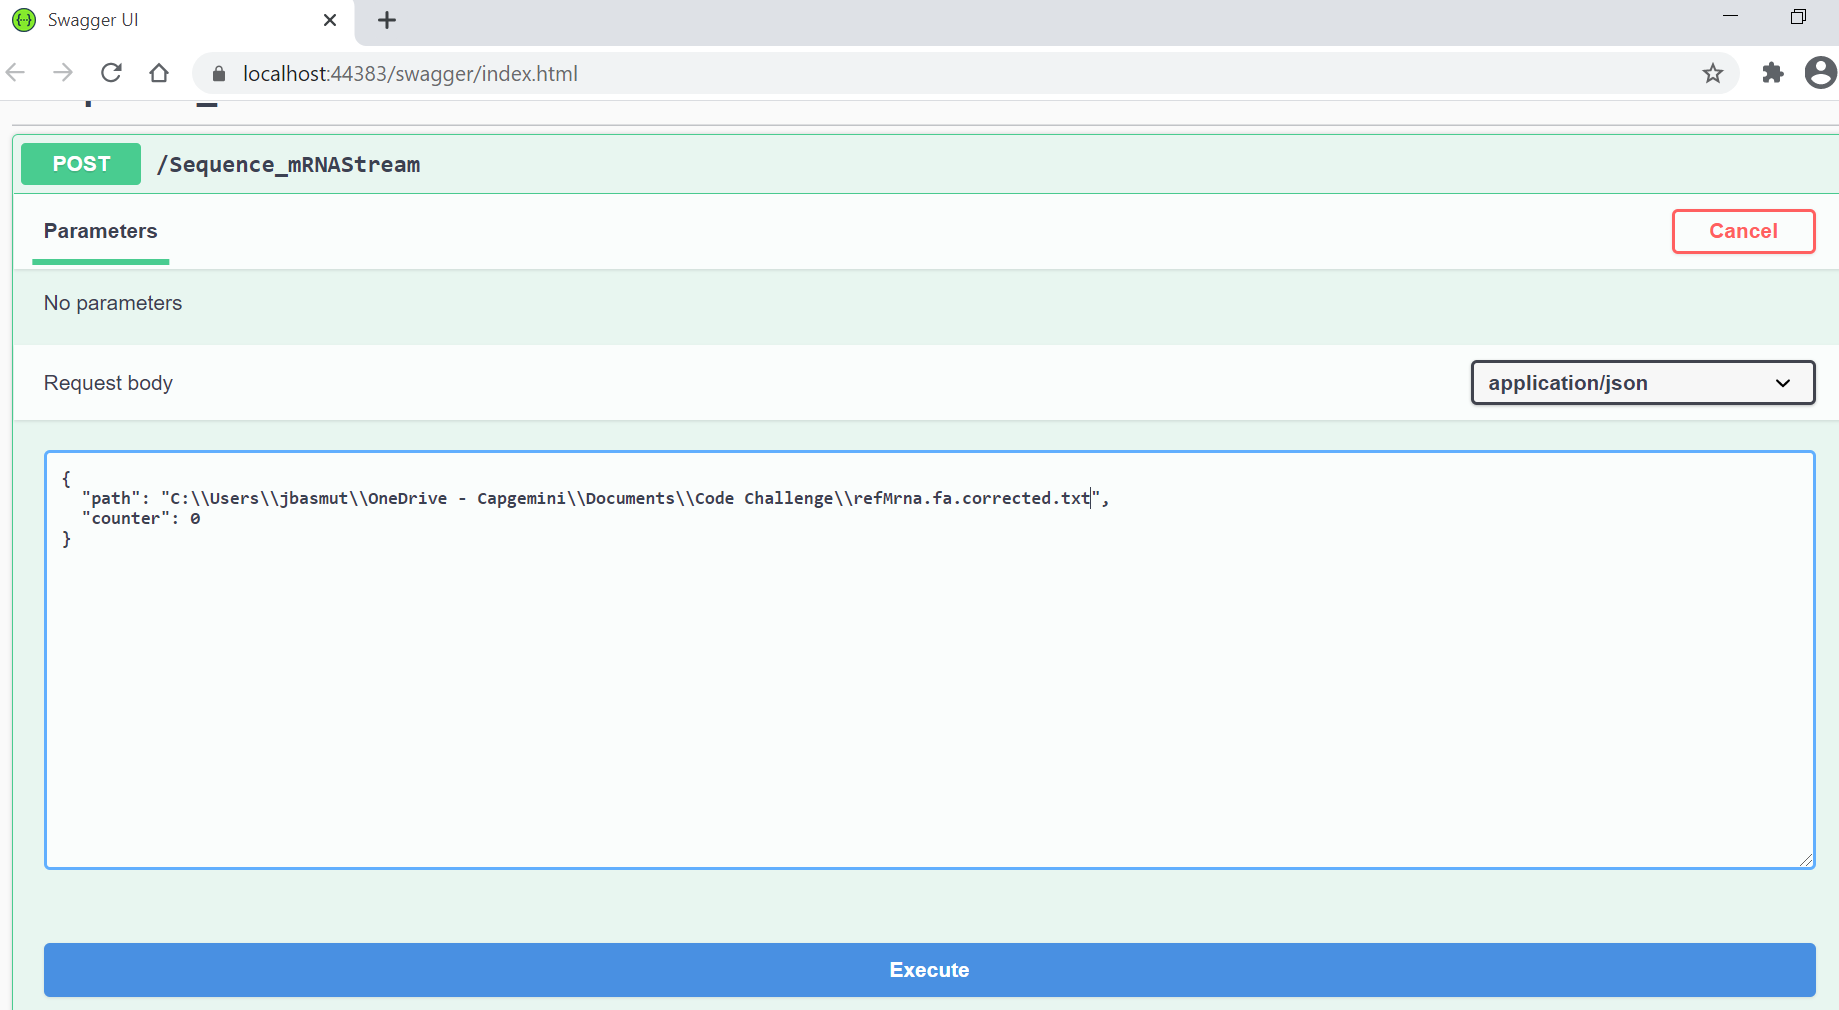 Swagger UI
localhost:44383/swagger/index.html
POST /Sequence_mRNAStream
Parameters
Cancel
No parameters
Request body
application/json
{
  "path": "C:\\Users\\jbasmut\\OneDrive - Capgemini\\Documents\\Code Challenge\\refMrna.fa.corrected.txt",
  "counter": 0
}
Execute